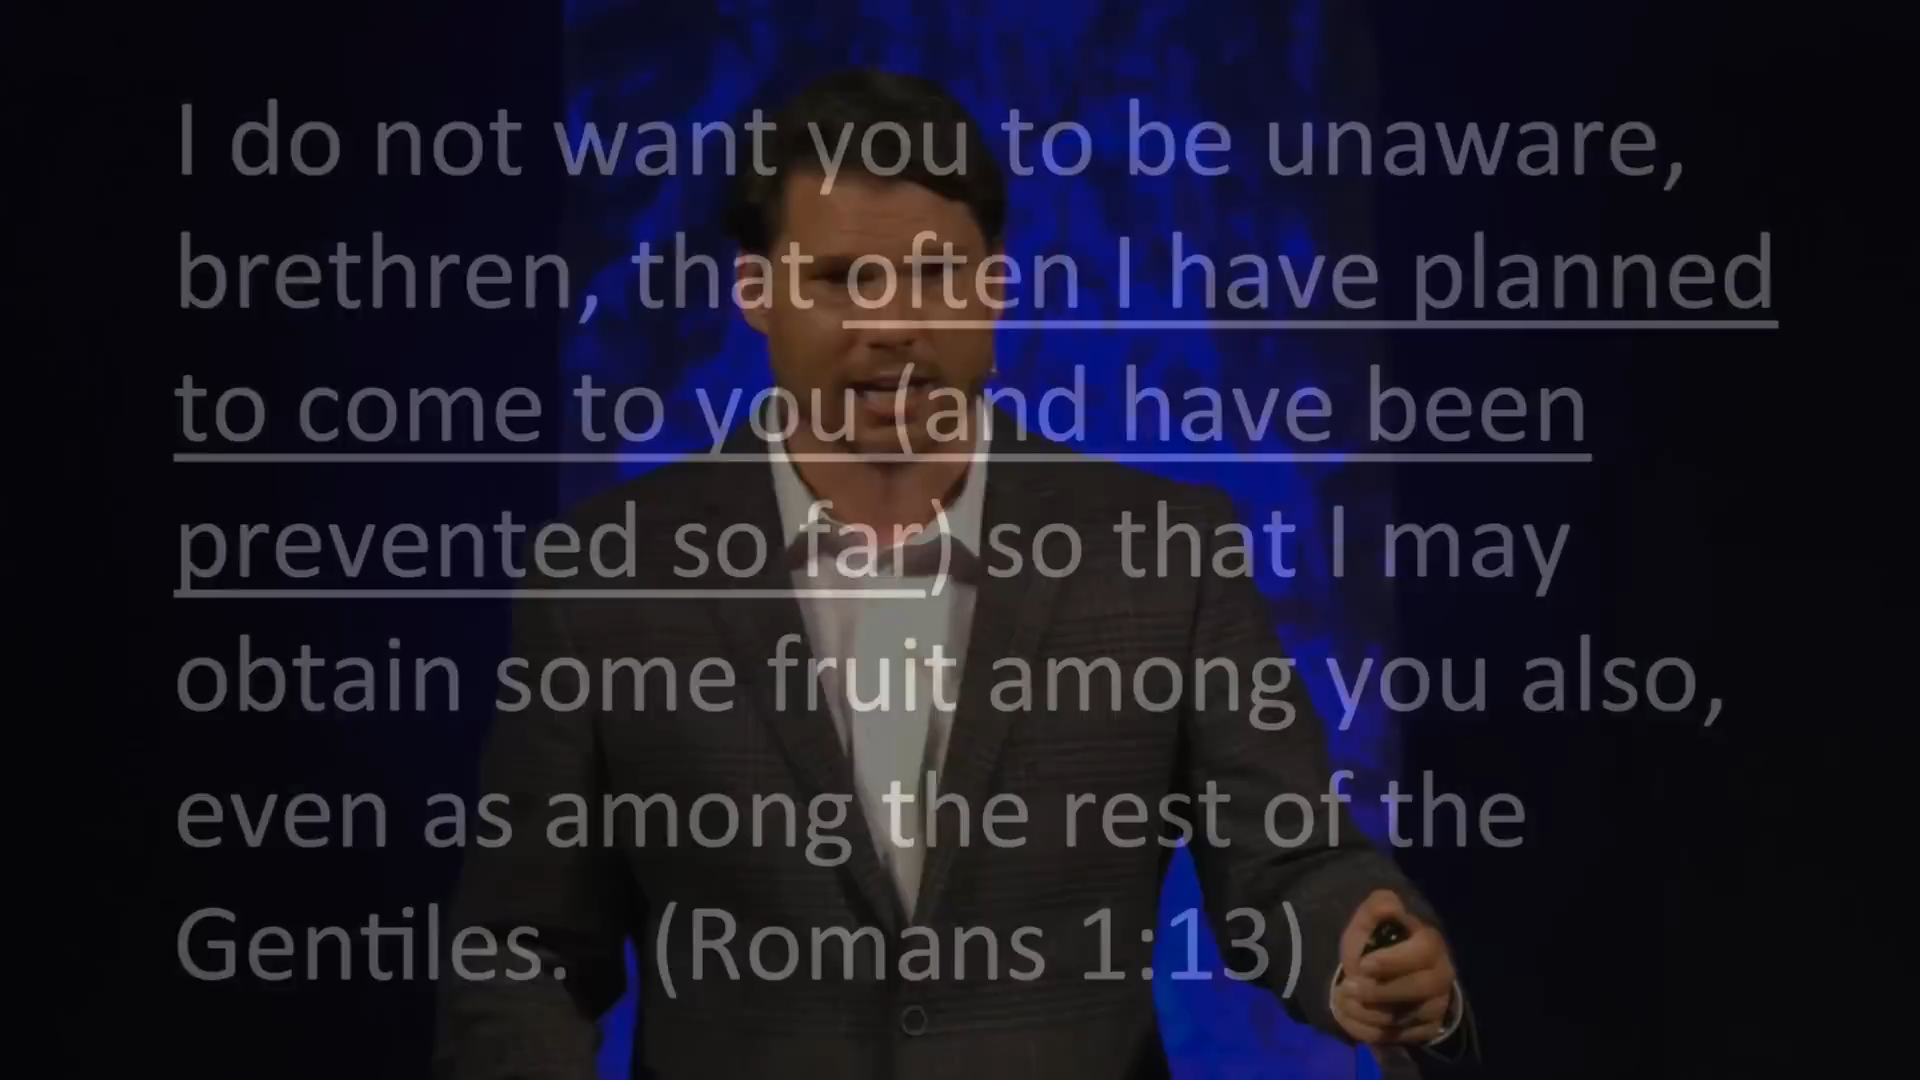 I do not want you to be unaware,
brethren, that often I have planned
to come to you (and have been
prevented so far) so that I may
obtain some fruit among you also,
even as among the rest of the
Gentiles. (Romans 1:13)